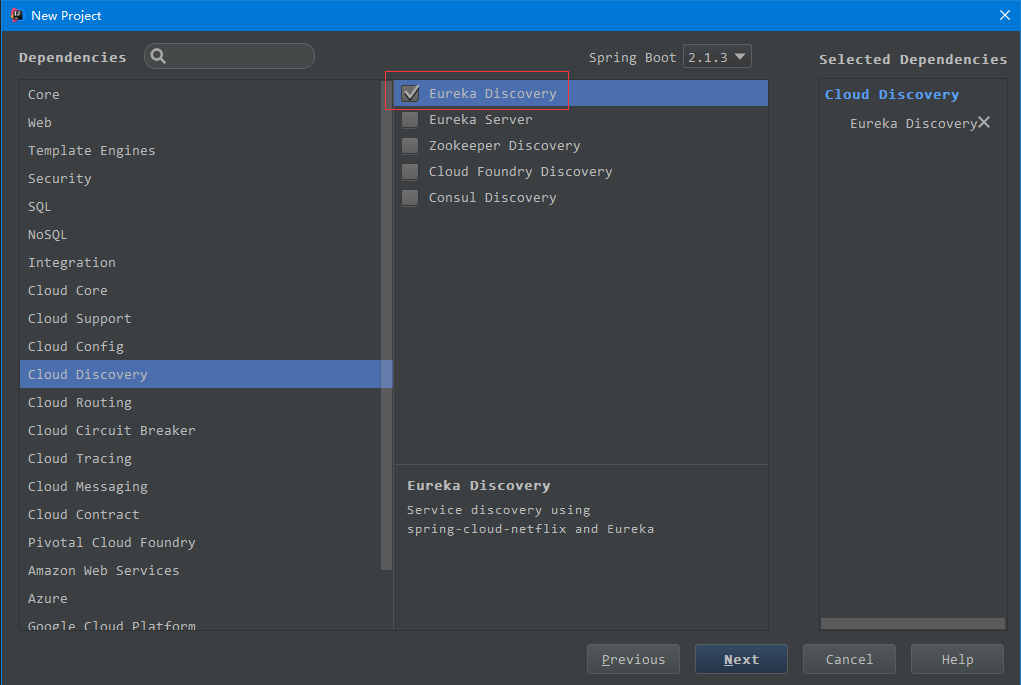 New Project
Dependencies
Spring Boot 2.1.3
Selected Dependencies
Core
Web
Template Engines
Security
SQL
NoSQL
Integration
Cloud Core
Cloud Support
Cloud Config
Cloud Discovery
Cloud Routing
Cloud Circuit Breaker
Cloud Tracing
Cloud Messaging
Cloud Contract
Pivotal Cloud Foundry
Amazon Web Services
Azure
Google Cloud Platform
Eureka Discovery
Eureka Server
Zookeeper Discovery
Cloud Foundry Discovery
Consul Discovery
Eureka Discovery
Service discovery using
spring-cloud-netflix and Eureka
Cloud Discovery
Eureka Discovery
Previous
Next
Cancel
Help